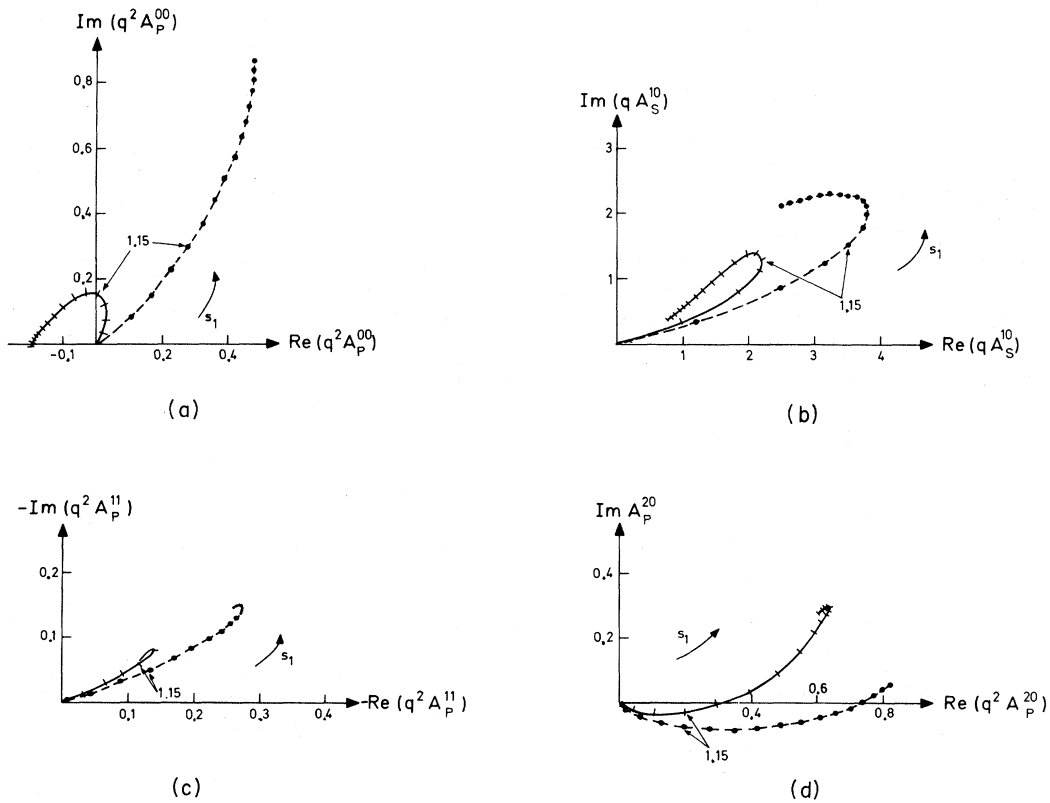 Im (q² A_P^00)
0.8
0.6
0.4
1.15
0.2
s₁
-0.1 0.2 0.4 Re (q² A_P^00)
(a)
Im (q A_S^10)
3
2
1
s₁
1.15
1 2 3 4 Re (q A_S^10)
(b)
-Im (q² A_P^11)
0.2
0.1
s₁
1.15
0.1 0.2 0.3 0.4 -Re (q² A_P^11)
(c)
Im A_P^20
0.4
0.2
s₁
0.6
0.4 0.8 Re (q² A_P^20)
1.15
(d)